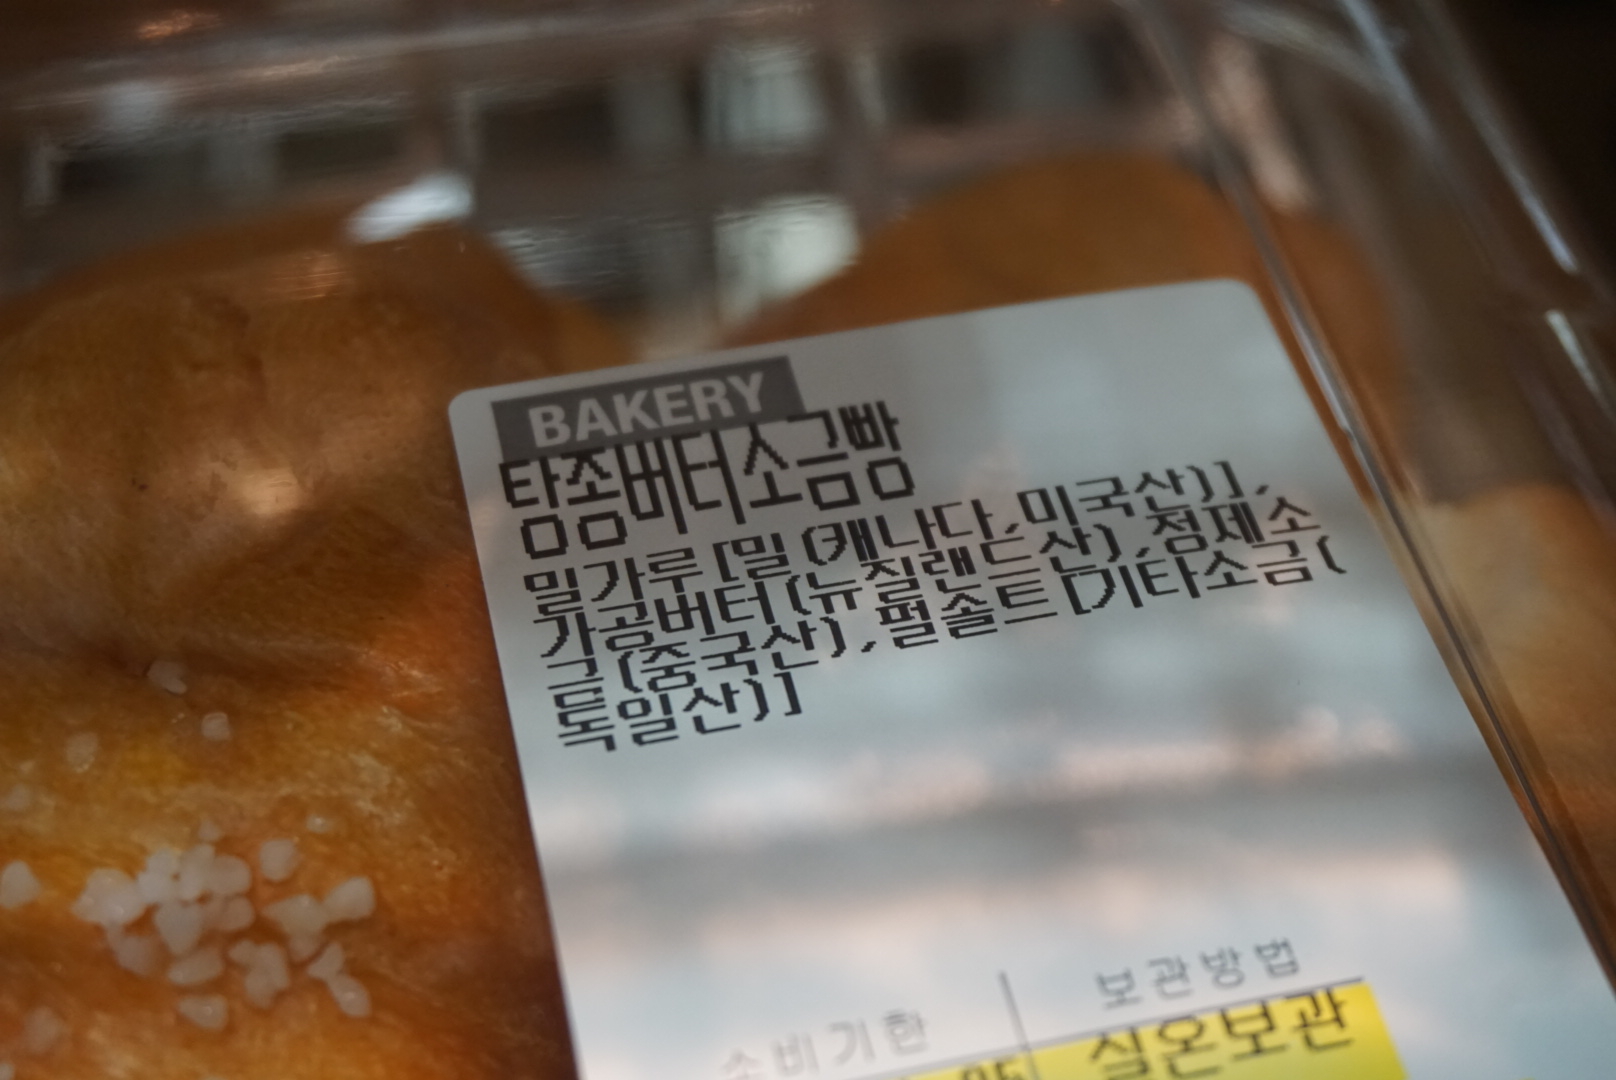 BAKERY
탐좀버터소금빵
밀가루[밀(캐나다,미국산)],
가공버터(뉴질랜드산),정제소
금(중국산),펄솔트[기타소금(
독일산)]
소비기한
보관방법
실온보관